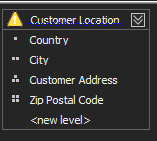 Customer Location
Country
City
Customer Address
Zip Postal Code
<new level>